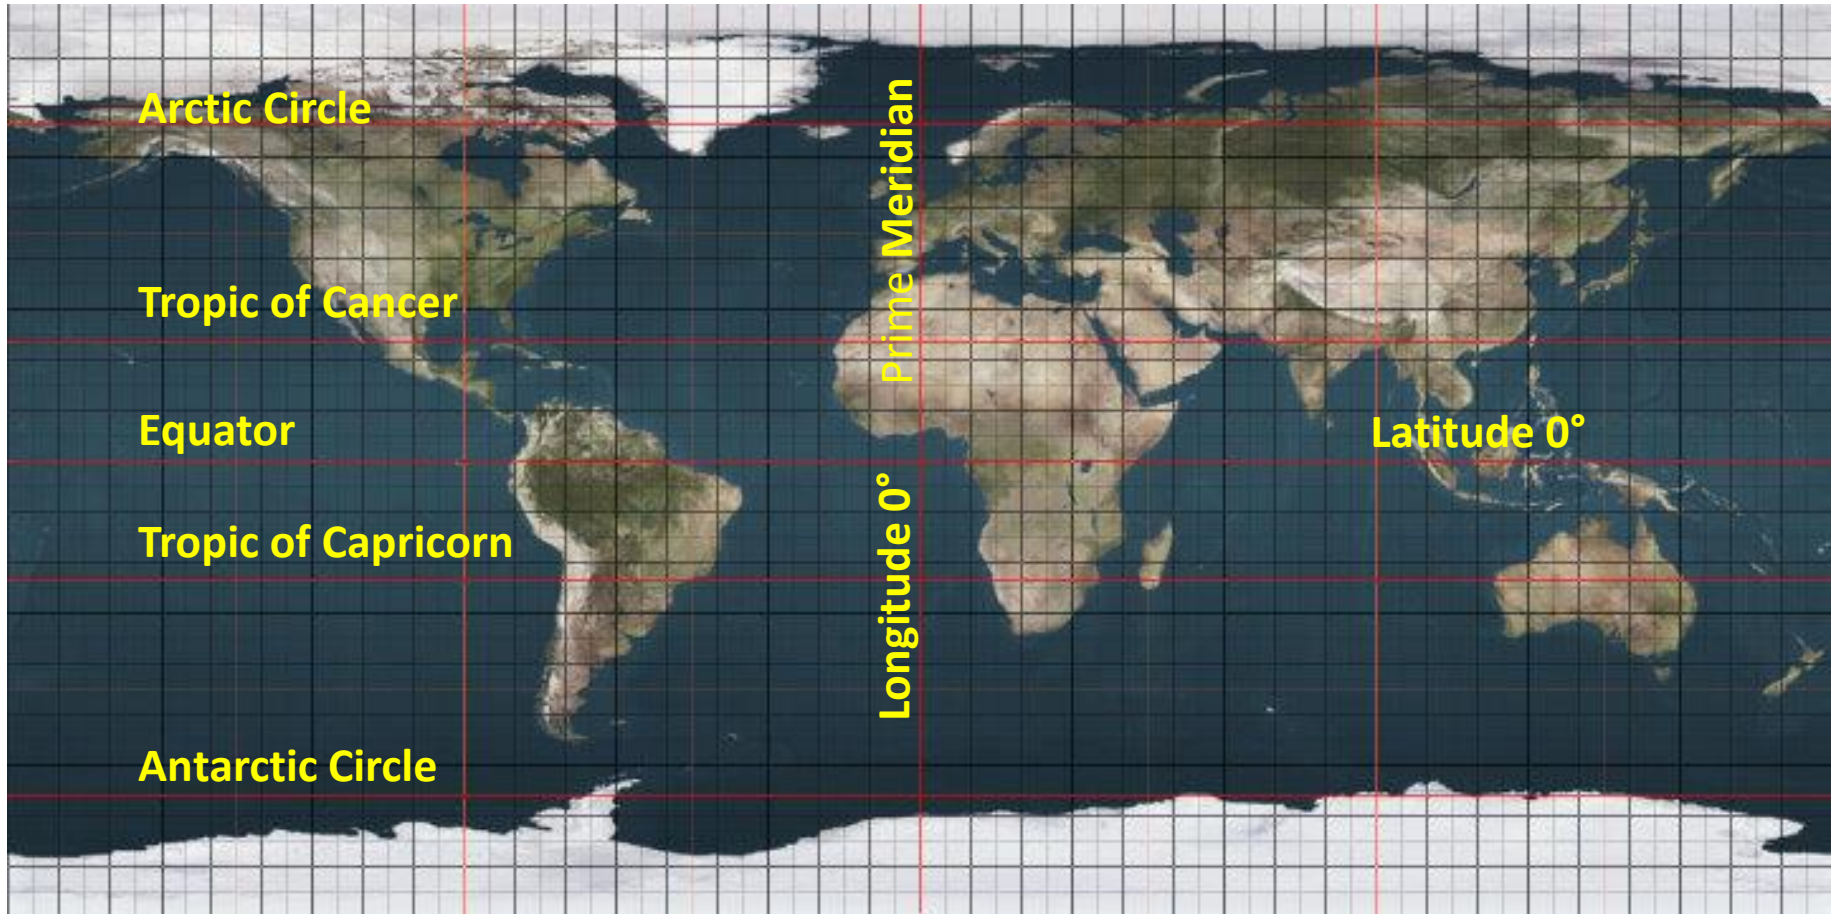 Arctic Circle
Prime Meridian
Tropic of Cancer
Equator
Latitude 0°
Longitude 0°
Tropic of Capricorn
Antarctic Circle